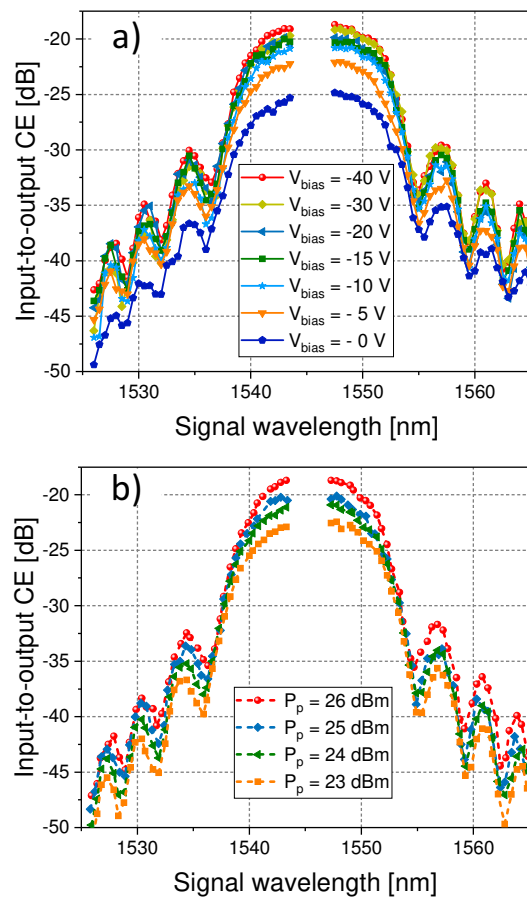 a)
Input-to-output CE [dB]
-20
-25
-30
-35
-40
-45
-50
V_bias = -40 V
V_bias = -30 V
V_bias = -20 V
V_bias = -15 V
V_bias = -10 V
V_bias = - 5 V
V_bias = - 0 V
1530 1540 1550 1560
Signal wavelength [nm]
b)
Input-to-output CE [dB]
-20
-25
-30
-35
-40
-45
-50
P_p = 26 dBm
P_p = 25 dBm
P_p = 24 dBm
P_p = 23 dBm
1530 1540 1550 1560
Signal wavelength [nm]